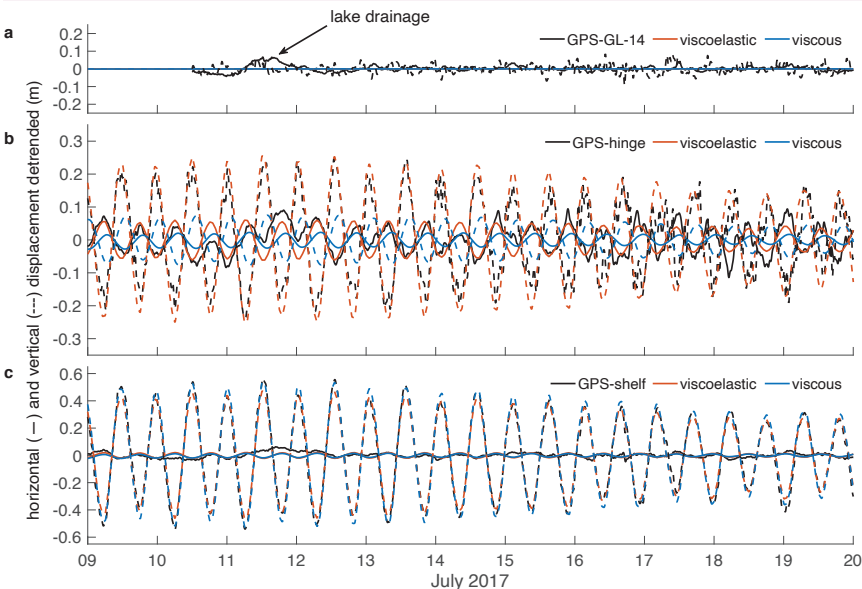 lake drainage
a
0.2
0.1
0
-0.1
-0.2
GPS-GL-14 viscoelastic viscous
b
0.3
0.2
0.1
0
-0.1
-0.2
-0.3
GPS-hinge viscoelastic viscous
c
0.6
0.4
0.2
0
-0.2
-0.4
-0.6
GPS-shelf viscoelastic viscous
horizontal ( — ) and vertical (--) displacement detrended (m)
09 10 11 12 13 14 15 16 17 18 19 20
July 2017